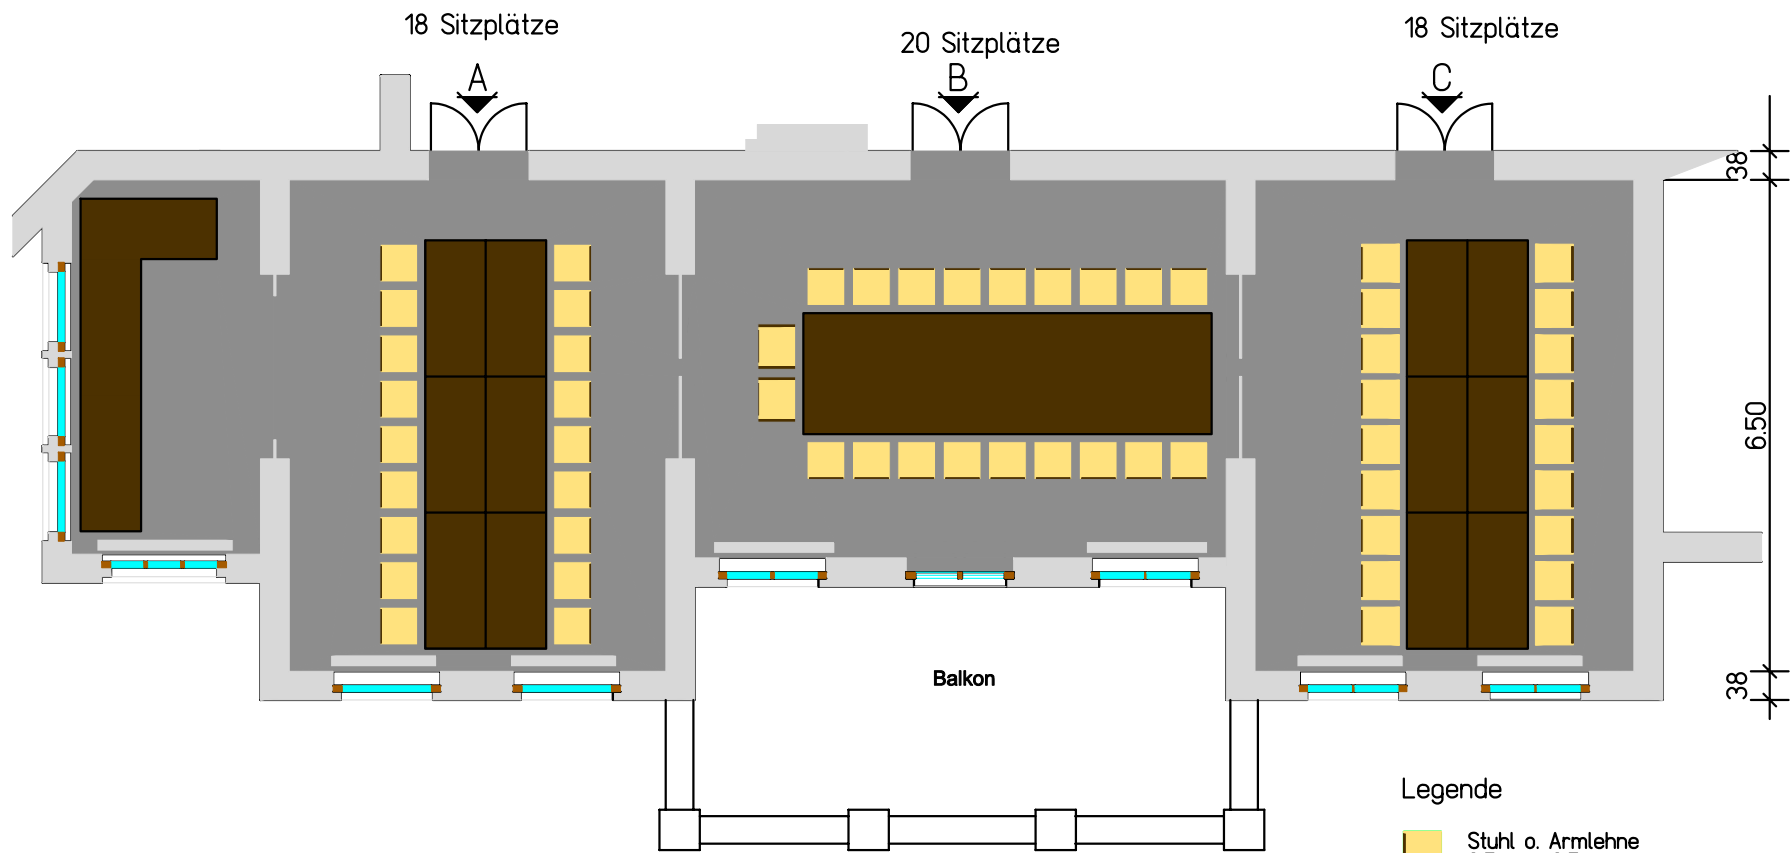 18 Sitzplätze
20 Sitzplätze
18 Sitzplätze
A
B
C
38
6.50
38
Balkon
Legende
Stuhl o. Armlehne